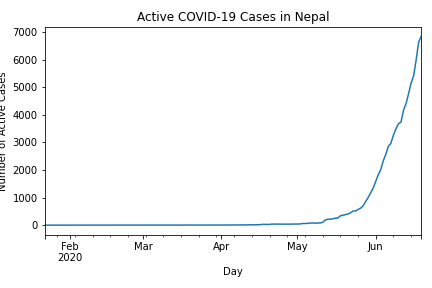 Active COVID-19 Cases in Nepal
7000
6000
5000
4000
3000
2000
1000
0
Number of Active Cases
Feb
2020
Mar
Apr
May
Jun
Day